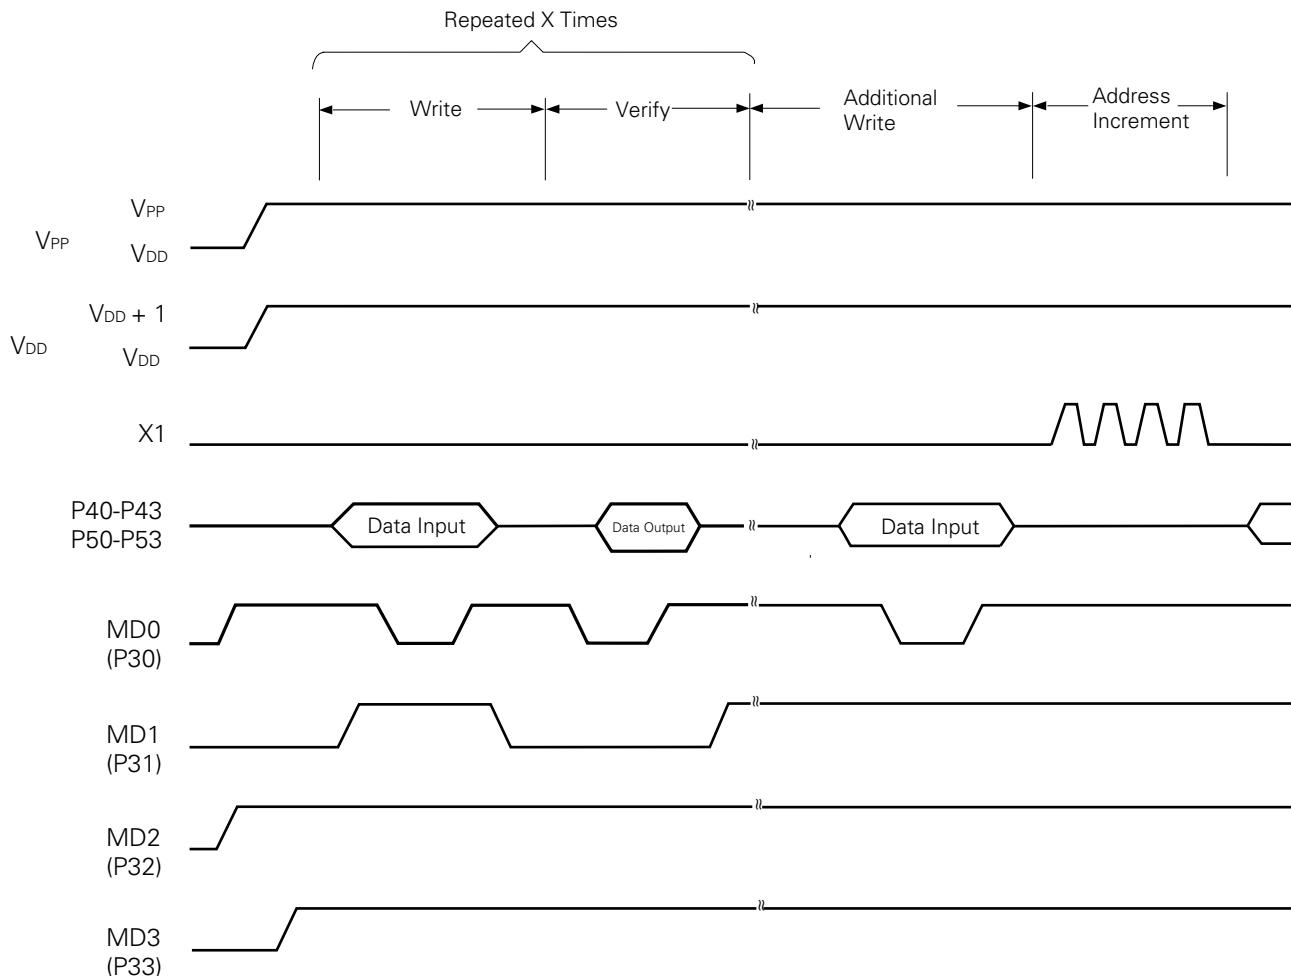 Repeated X Times
Write
Verify
Additional
Write
Address
Increment
VPP
VPP
VDD
VDD + 1
VDD
VDD
X1
P40-P43
P50-P53
Data Input
Data Output
Data Input
MD0
(P30)
MD1
(P31)
MD2
(P32)
MD3
(P33)